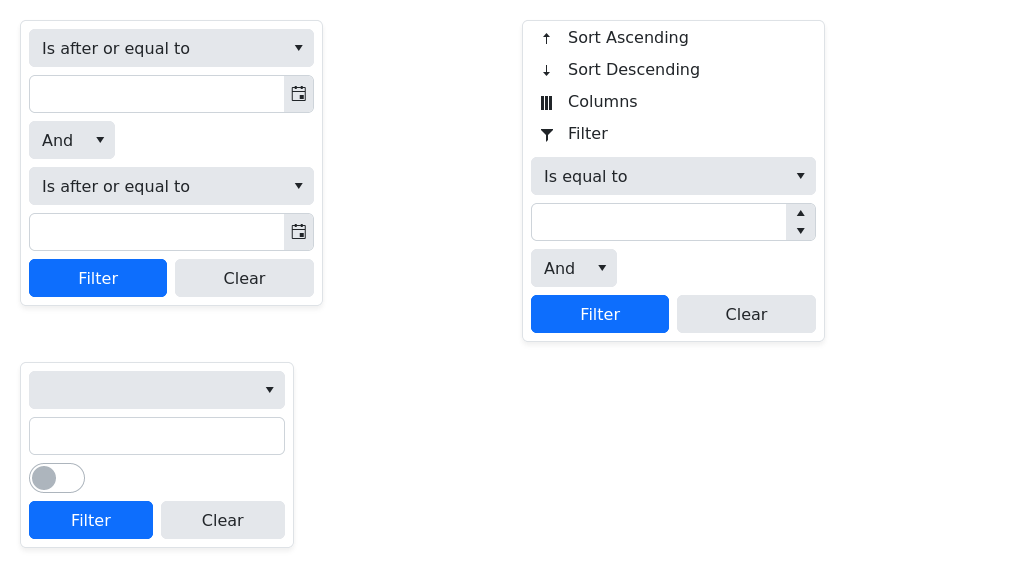 Is after or equal to
And
Is after or equal to
Filter Clear
Sort Ascending
Sort Descending
Columns
Filter
Is equal to
And
Filter Clear
Filter Clear